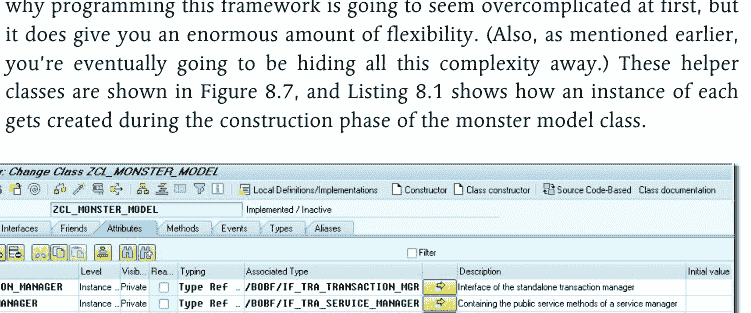 why programming this framework is going to seem overcomplicated at first, but
it does give you an enormous amount of flexibility. (Also, as mentioned earlier,
you're eventually going to be hiding all this complexity away.) These helper
classes are shown in Figure 8.7, and Listing 8.1 shows how an instance of each
gets created during the construction phase of the monster model class.
r: Change Class ZCL_MONSTER_MODEL
Local Definitions/Implementations Constructor Class constructor Source Code-Based Class documentation
ZCL_MONSTER_MODEL Implemented / Inactive
Interfaces Friends Attributes Methods Events Types Aliases
Filter
Level Visib... Rea... Typing Associated Type Description Initial value
ON_MANAGER Instance ... Private Type Ref .. /BOBF/IF_TRA_TRANSACTION_MGR Interface of the standalone transaction manager
ANAGER Instance ... Private Type Ref .. /BOBF/IF_TRA_SERVICE_MANAGER Containing the public service methods of a service manager